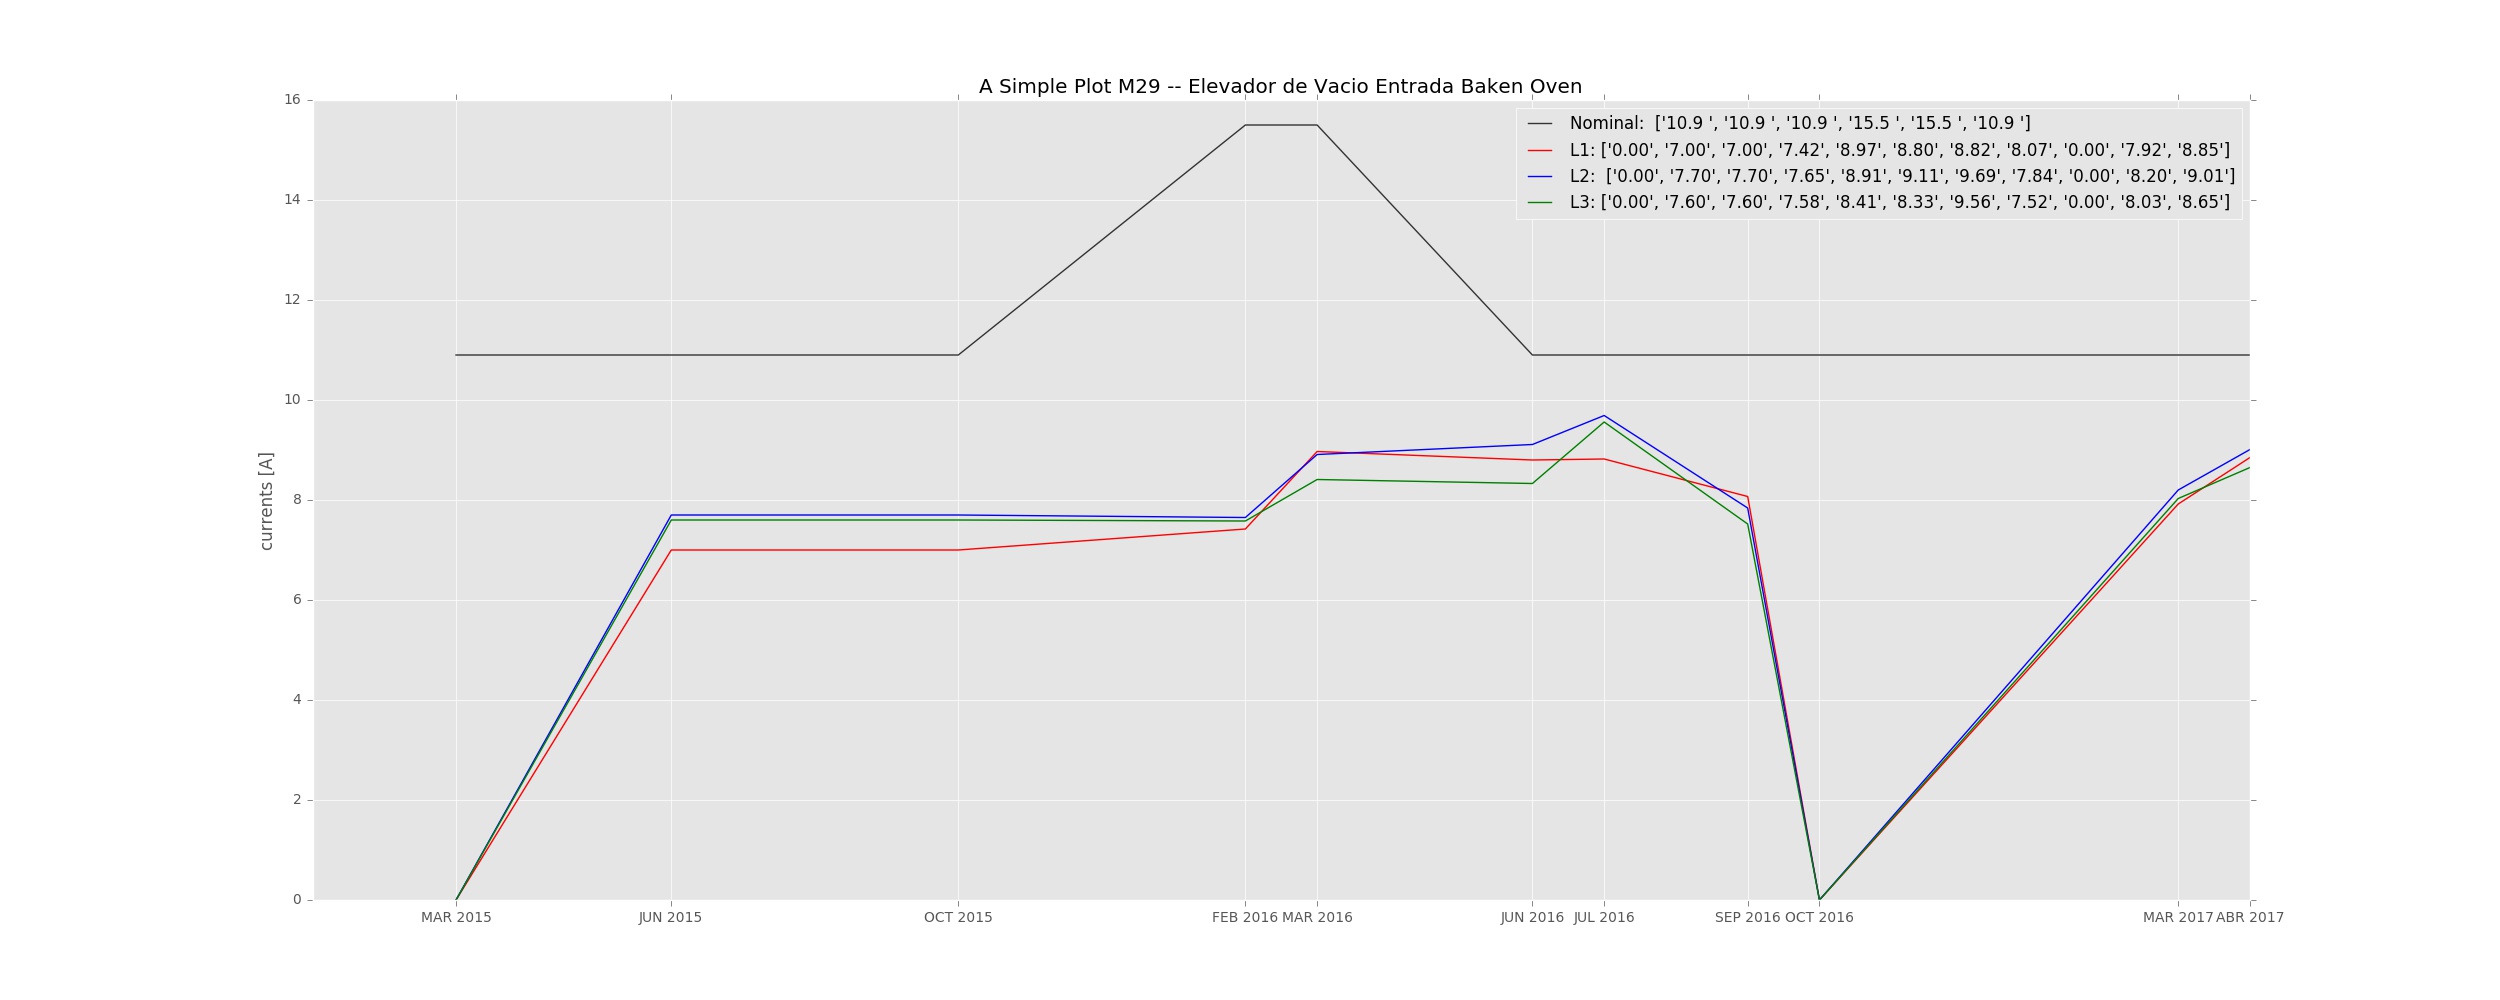 A Simple Plot M29 -- Elevador de Vacio Entrada Baken Oven
Nominal:  ['10.9 ', '10.9 ', '10.9 ', '15.5 ', '15.5 ', '10.9 ']
L1: ['0.00', '7.00', '7.00', '7.42', '8.97', '8.80', '8.82', '8.07', '0.00', '7.92', '8.85']
L2:  ['0.00', '7.70', '7.70', '7.65', '8.91', '9.11', '9.69', '7.84', '0.00', '8.20', '9.01']
L3: ['0.00', '7.60', '7.60', '7.58', '8.41', '8.33', '9.56', '7.52', '0.00', '8.03', '8.65']
currents [A]
16
14
12
10
8
6
4
2
0
MAR 2015 JUN 2015 OCT 2015 FEB 2016 MAR 2016 JUN 2016 JUL 2016 SEP 2016 OCT 2016 MAR 2017 ABR 2017